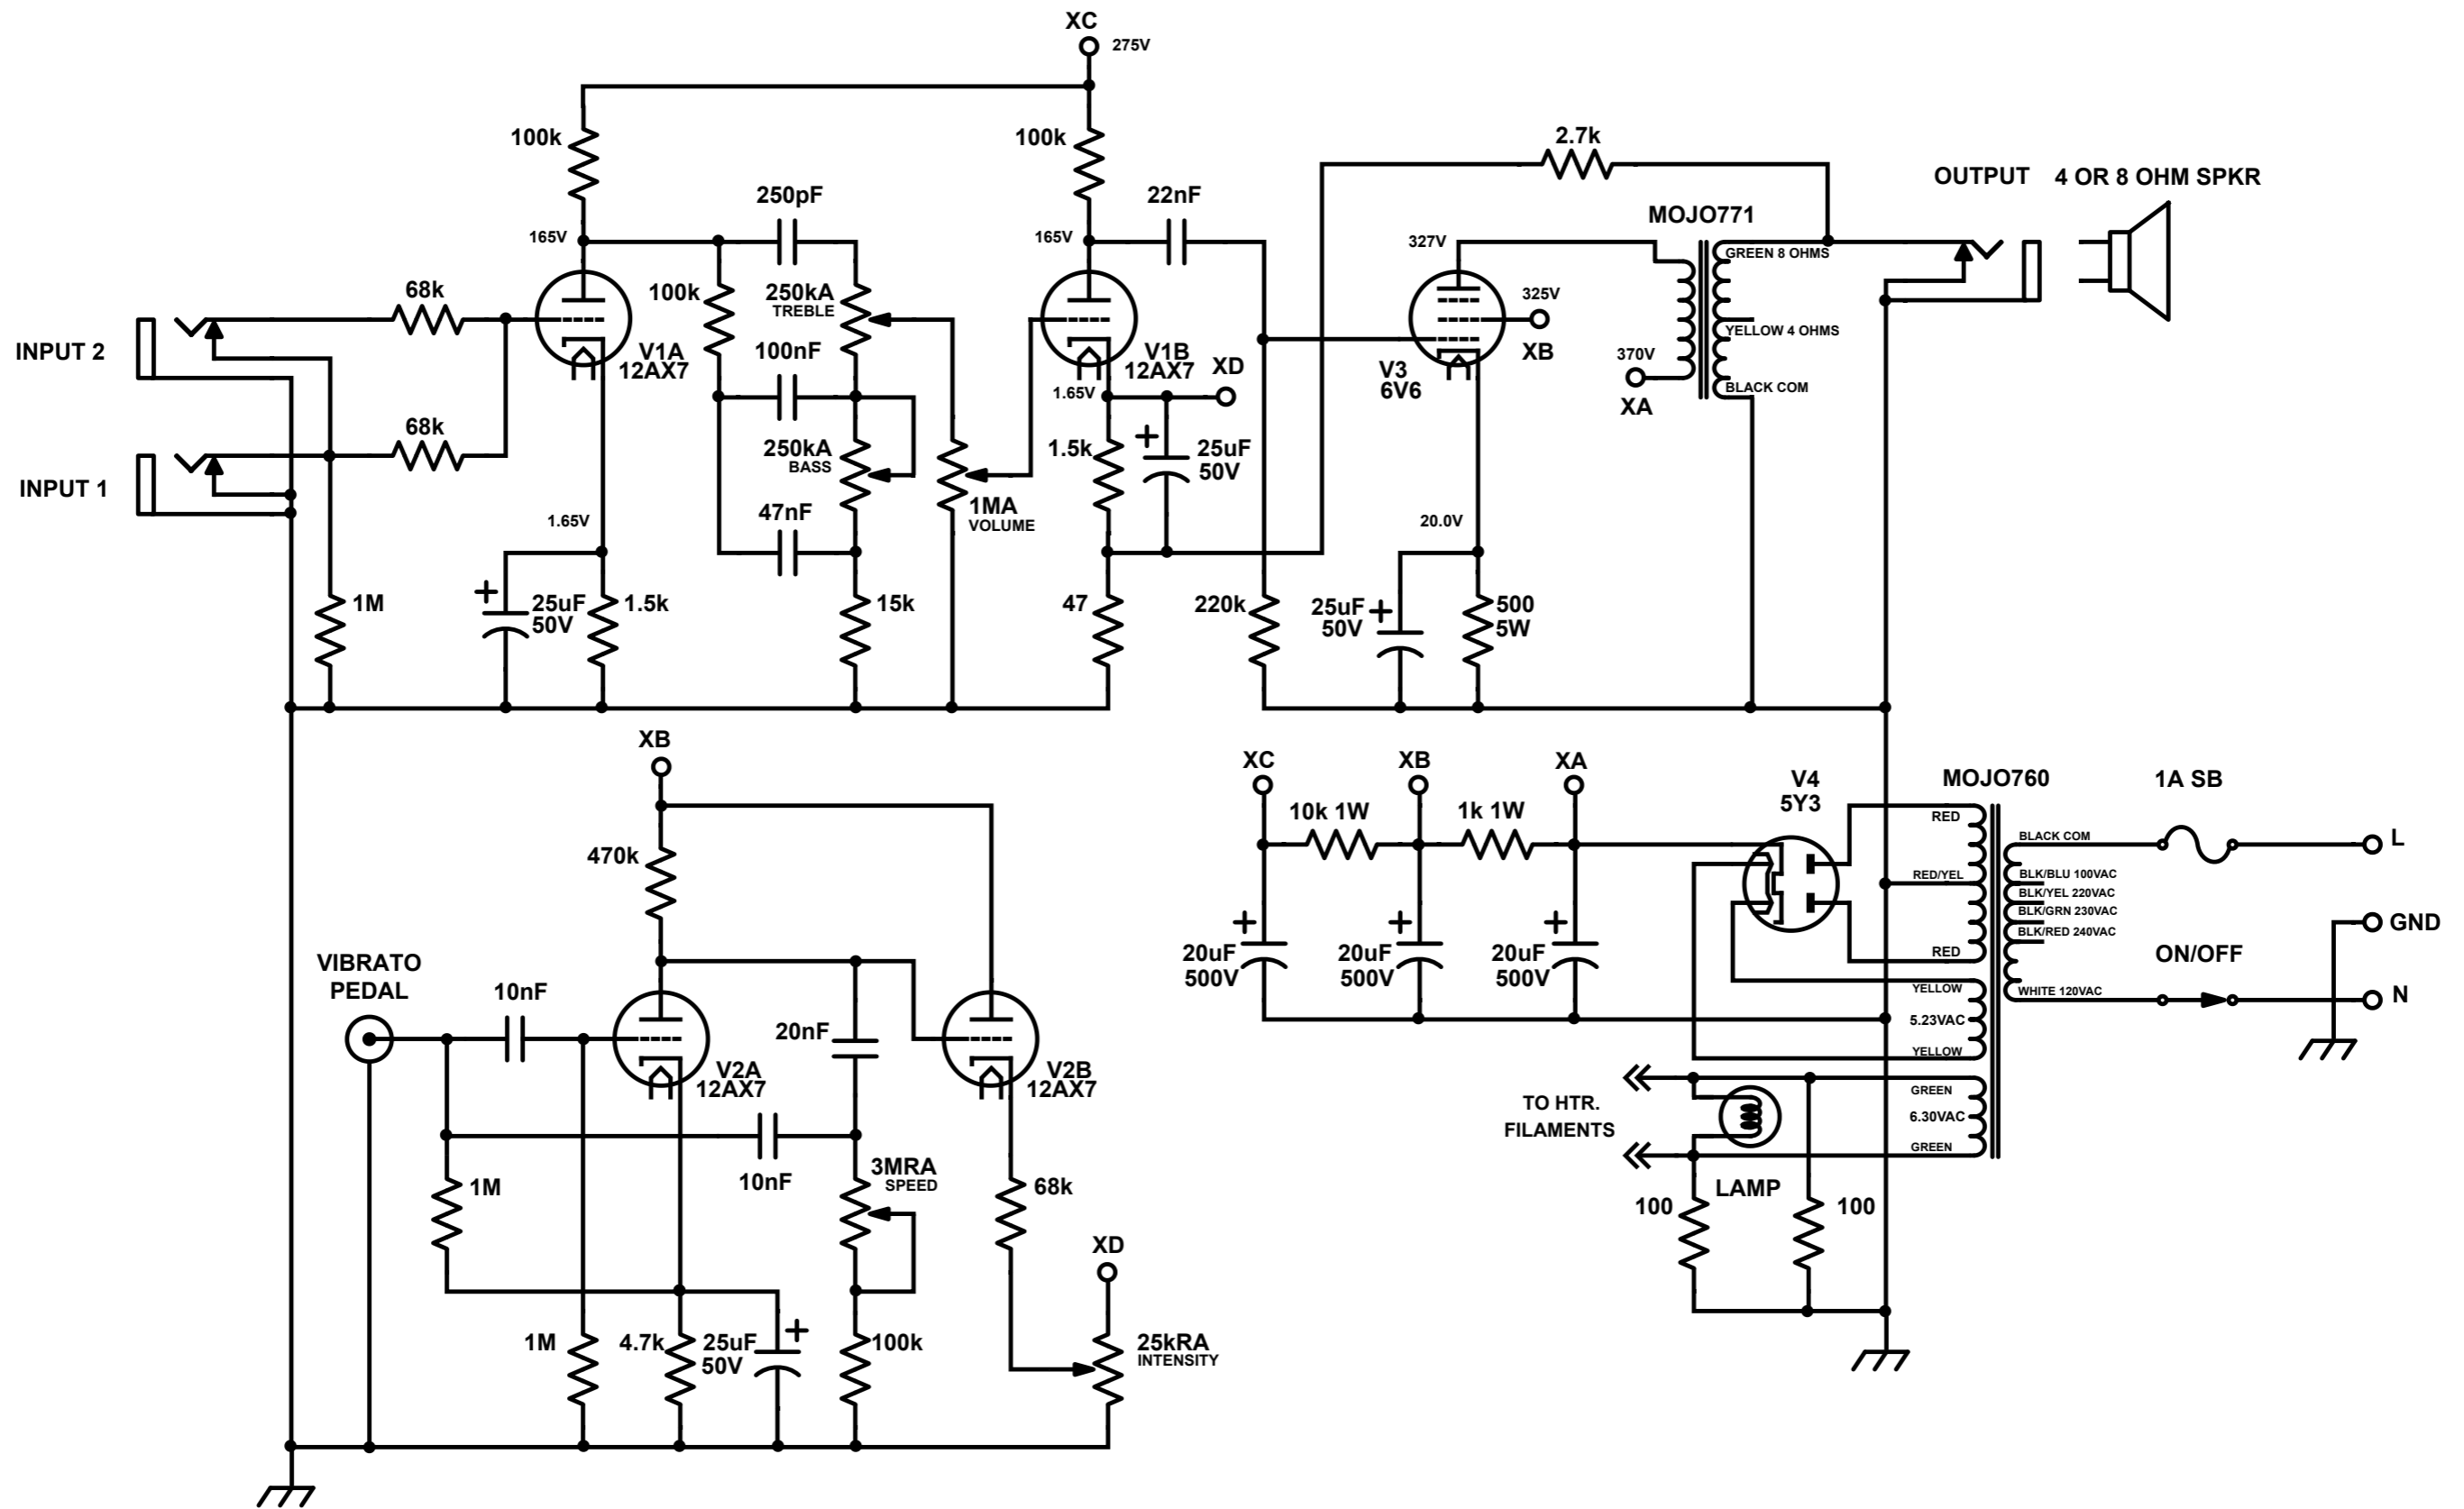 XC
275V
100k
100k
2.7k
OUTPUT 4 OR 8 OHM SPKR
250pF
22nF
MOJO771
165V
165V
327V
GREEN 8 OHMS
68k
100k
250kA
TREBLE
325V
YELLOW 4 OHMS
INPUT 2
V1A
12AX7
100nF
V1B
12AX7
XD
V3
6V6
XB
370V
XA
BLACK COM
1.65V
68k
250kA
BASS
1.5k
+
25uF
50V
INPUT 1
47nF
1MA
VOLUME
1.65V
20.0V
1M
+
25uF
50V
1.5k
15k
47
220k
25uF
50V
+
500
5W
XB
XC
XB
XA
V4
5Y3
MOJO760
1A SB
10k 1W
1k 1W
RED
BLACK COM
L
470k
RED/YEL
BLK/BLU 100VAC
BLK/YEL 220VAC
BLK/GRN 230VAC
BLK/RED 240VAC
GND
+
20uF
500V
+
20uF
500V
+
20uF
500V
RED
ON/OFF
VIBRATO
PEDAL
10nF
20nF
YELLOW
WHITE 120VAC
N
5.23VAC
YELLOW
V2A
12AX7
V2B
12AX7
TO HTR.
FILAMENTS
GREEN
6.30VAC
GREEN
10nF
3MRA
SPEED
1M
68k
LAMP
100
100
XD
1M
4.7k
25uF
50V
+
100k
25kRA
INTENSITY